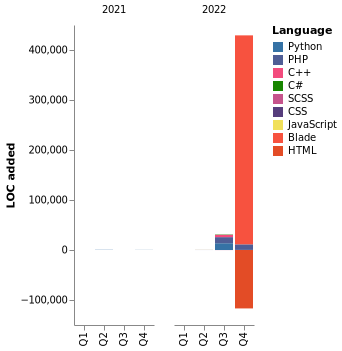 2021
2022
Language
Python
PHP
C++
C#
SCSS
CSS
JavaScript
Blade
HTML
LOC added
400,000
300,000
200,000
100,000
0
−100,000
Q1
Q2
Q3
Q4
Q1
Q2
Q3
Q4